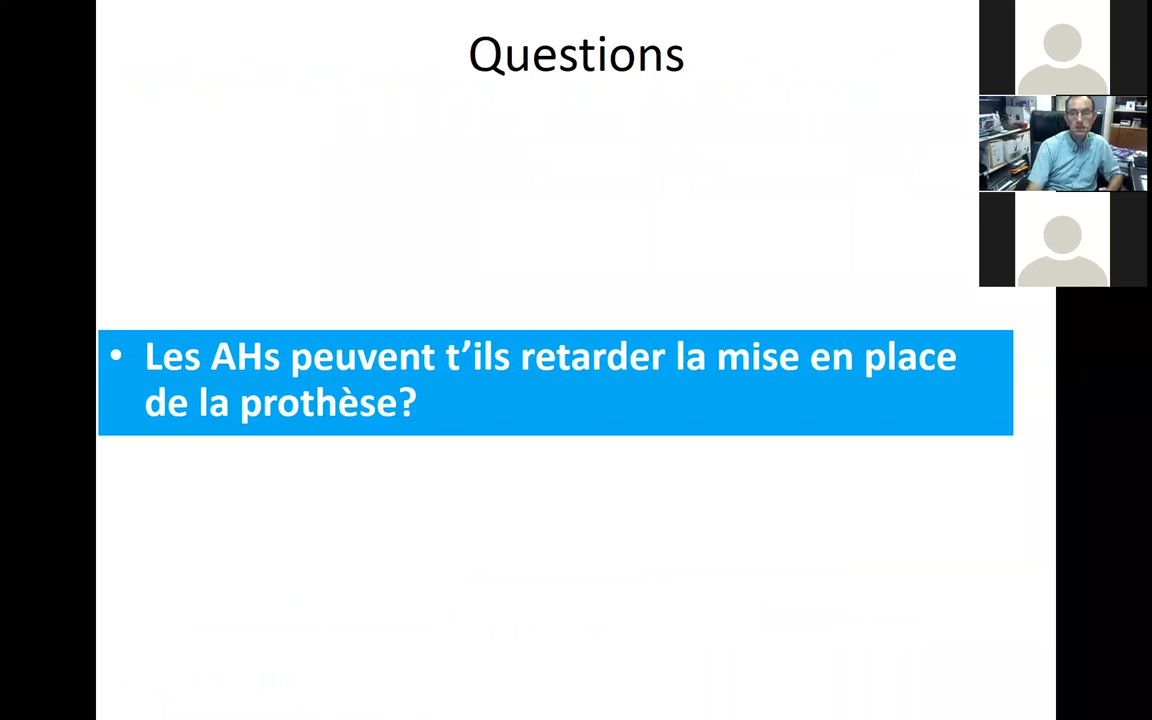 Questions
• Les AHs peuvent t’ils retarder la mise en place
de la prothèse?